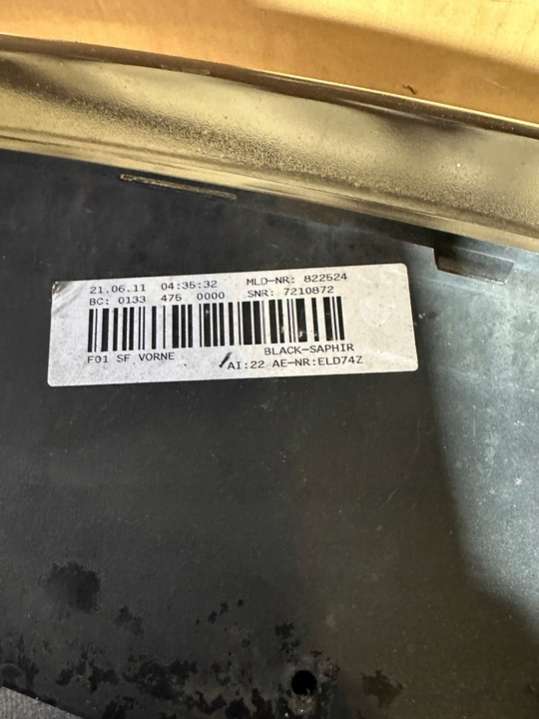 21.06.11 04:35:32 MLD-NR: 822524
BC: 0133 475 0000 SNR: 7210872
F01 SF VORNE BLACK-SAPHIR
AI:22 AE-NR:ELD74Z